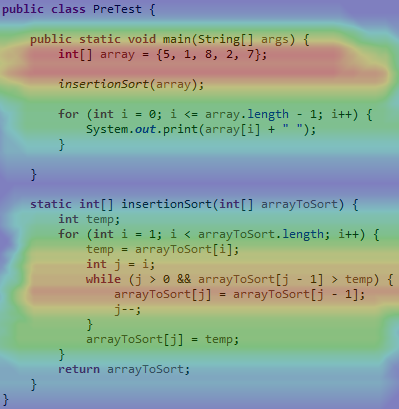 public class PreTest {
    public static void main(String[] args) {
        int[] array = {5, 1, 8, 2, 7};
        insertionSort(array);
        for (int i = 0; i <= array.length - 1; i++) {
            System.out.print(array[i] + " ");
        }
    }
    static int[] insertionSort(int[] arrayToSort) {
        int temp;
        for (int i = 1; i < arrayToSort.length; i++) {
            temp = arrayToSort[i];
            int j = i;
            while (j > 0 && arrayToSort[j - 1] > temp) {
                arrayToSort[j] = arrayToSort[j - 1];
                j--;
            }
            arrayToSort[j] = temp;
        }
        return arrayToSort;
    }
}